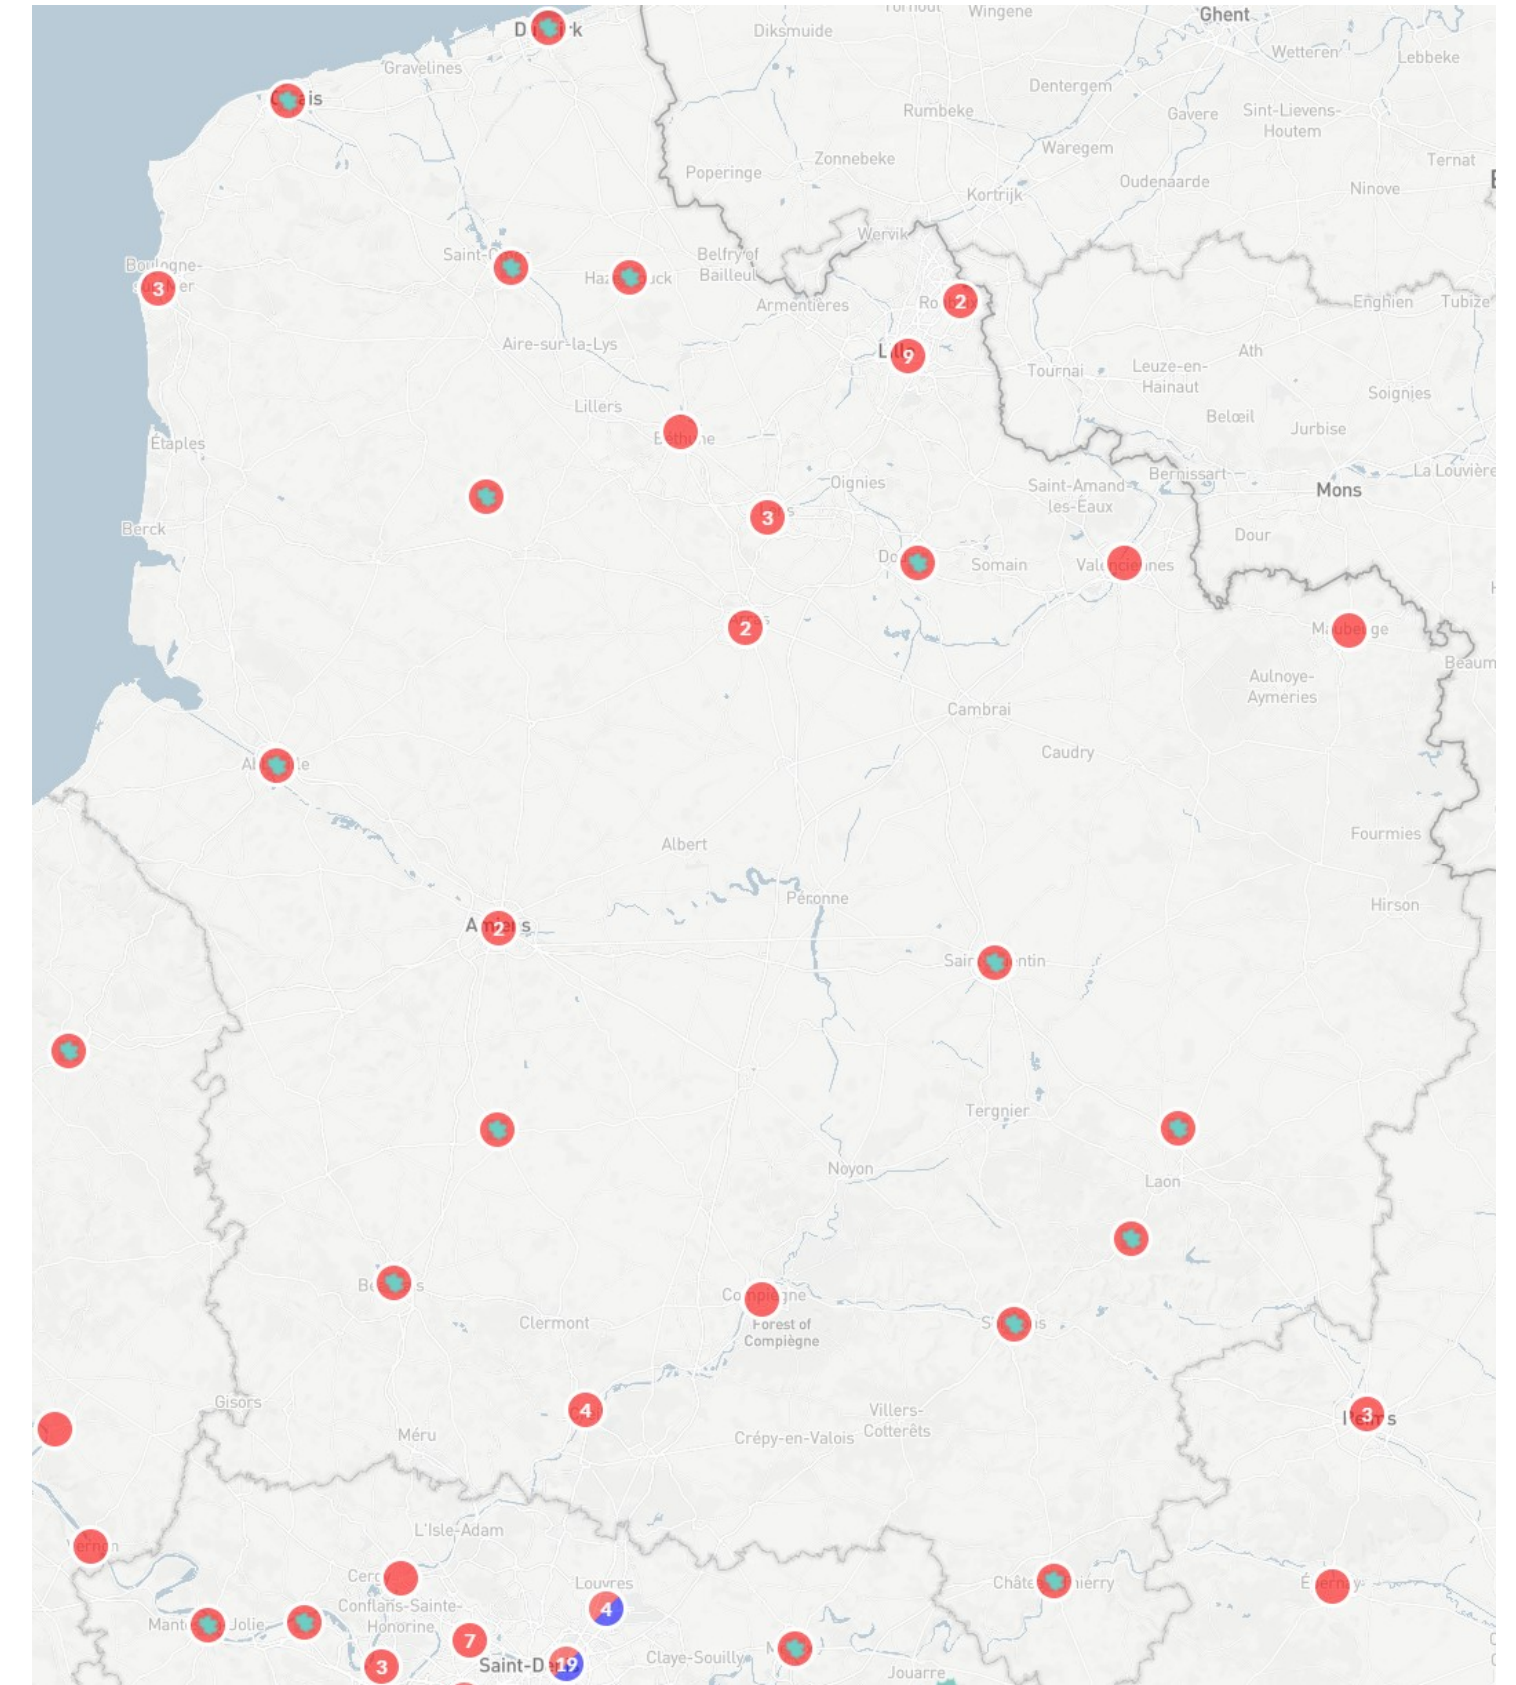 Torhout
Wingene
Ghent
Diksmuide
Gravelines
Wetteren
Lebbeke
Dentergem
Rumbeke
Gavere
Sint-Lievens-
Houtem
Waregem
Zonnebeke
Ternat
Poperinge
Oudenaarde
Ninove
Kortrijk
Wervik
Belfry of
Bailleul
Boulogne-
3
2
Armentières
Enghien
Tubize
Aire-sur-la-Lys
9
Ath
Tournai
Leuze-en-
Hainaut
Soignies
Lillers
Belœil
Jurbise
Étaples
Bernissart
La Louvière
Oignies
Saint-Amand-
les-Eaux
Mons
3
Berck
Dour
Somain
2
Beaum
Aulnoye-
Aymeries
Cambrai
Caudry
Fourmies
Albert
Péronne
Hirson
2
Tergnier
Noyon
Laon
Clermont
Forest of
Compiègne
Gisors
4
Villers-
Cotterêts
3
Méru
Crépy-en-Valois
L'Isle-Adam
Louvres
Conflans-Sainte-
Honorine
4
7
3
19
Claye-Souilly
Jouarre